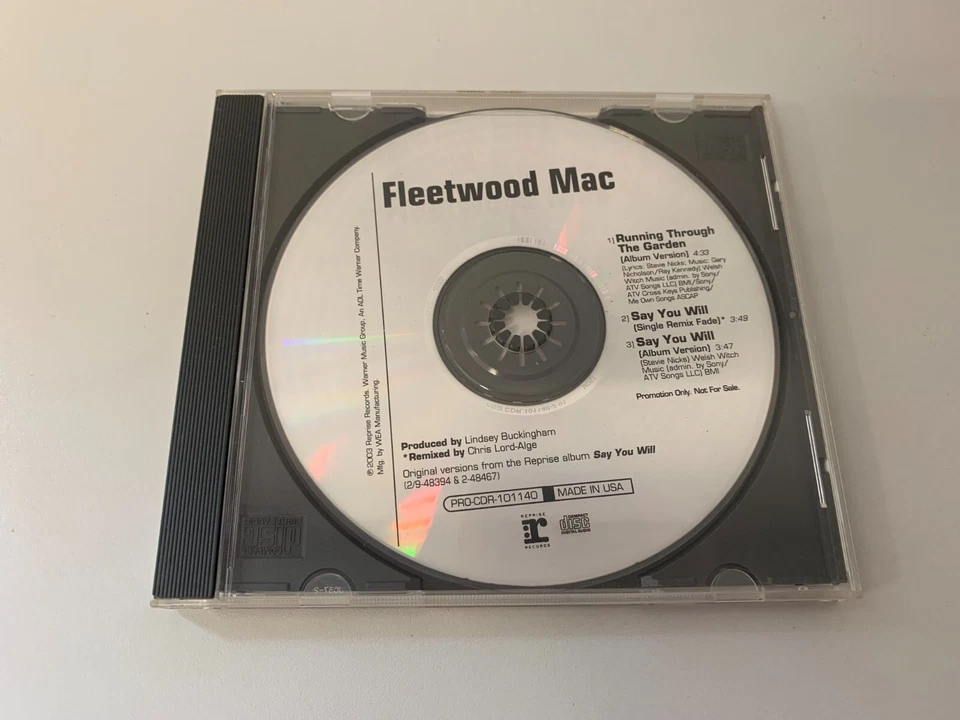 Fleetwood Mac
1) Running Through
The Garden
(Album Version) 4:33
(Lyrics: Stevie Nicks; Music: Gary
Nicholson/Ray Kennedy) Welsh
Witch Music (admin. by Sony/
ATV Songs LLC) BMI/Sony/
ATV Cross Keys Publishing/
Me Own Songs ASCAP
2) Say You Will
(Single Remix Fade)* 3:49
3) Say You Will
(Album Version) 3:47
(Stevie Nicks) Welsh Witch
Music (admin. by Sony/
ATV Songs LLC) BMI
Promotion Only. Not For Sale.
℗ 2003 Reprise Records. Warner Music Group, An AOL Time Warner Company.
Mfg. by WEA Manufacturing.
Produced by Lindsey Buckingham
*Remixed by Chris Lord-Alge
Original versions from the Reprise album Say You Will
(2/9-48394 & 2-48467)
PRO-CDR-101140 MADE IN USA
REPRISE
r
RECORDS
COMPACT
disc
DIGITAL AUDIO